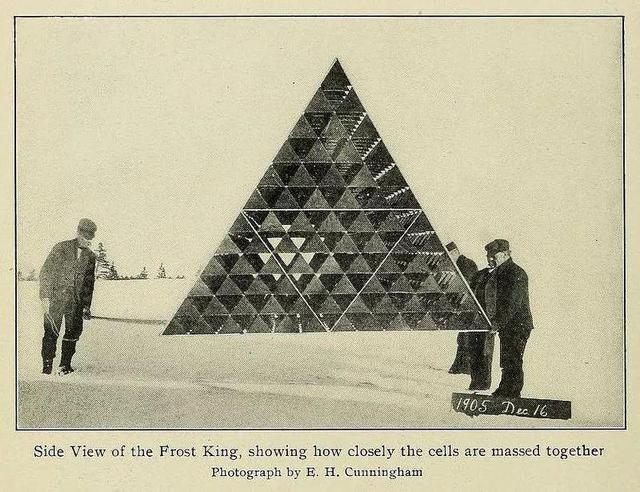 1905 Dec 16
Side View of the Frost King, showing how closely the cells are massed together
Photograph by E. H. Cunningham